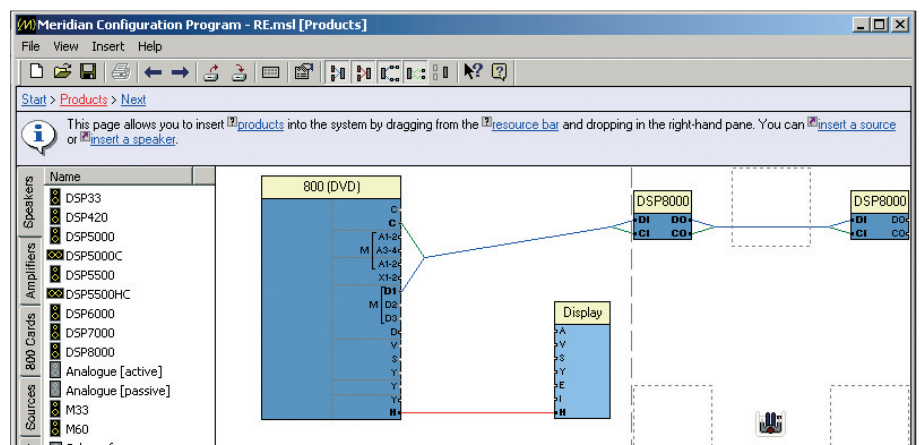 Meridian Configuration Program - RE.msl [Products]
File View Insert Help
Start > Products > Next
This page allows you to insert products into the system by dragging from the resource bar and dropping in the right-hand pane. You can insert a source
or insert a speaker.
Speakers
Amplifiers
800 Cards
Sources
Name
DSP33
DSP420
DSP5000
DSP5000C
DSP5500
DSP5500HC
DSP6000
DSP7000
DSP8000
Analogue [active]
Analogue [passive]
M33
M60
800 (DVD)
C
C
A1-2
M A3-4
A1-2
X1-2
D1
M D2
D3
D
V
S
Y
Y
Y
H
Display
A
V
S
Y
E
I
H
DSP8000
DI DO
CI CO
DSP8000
DI DO
CI CO